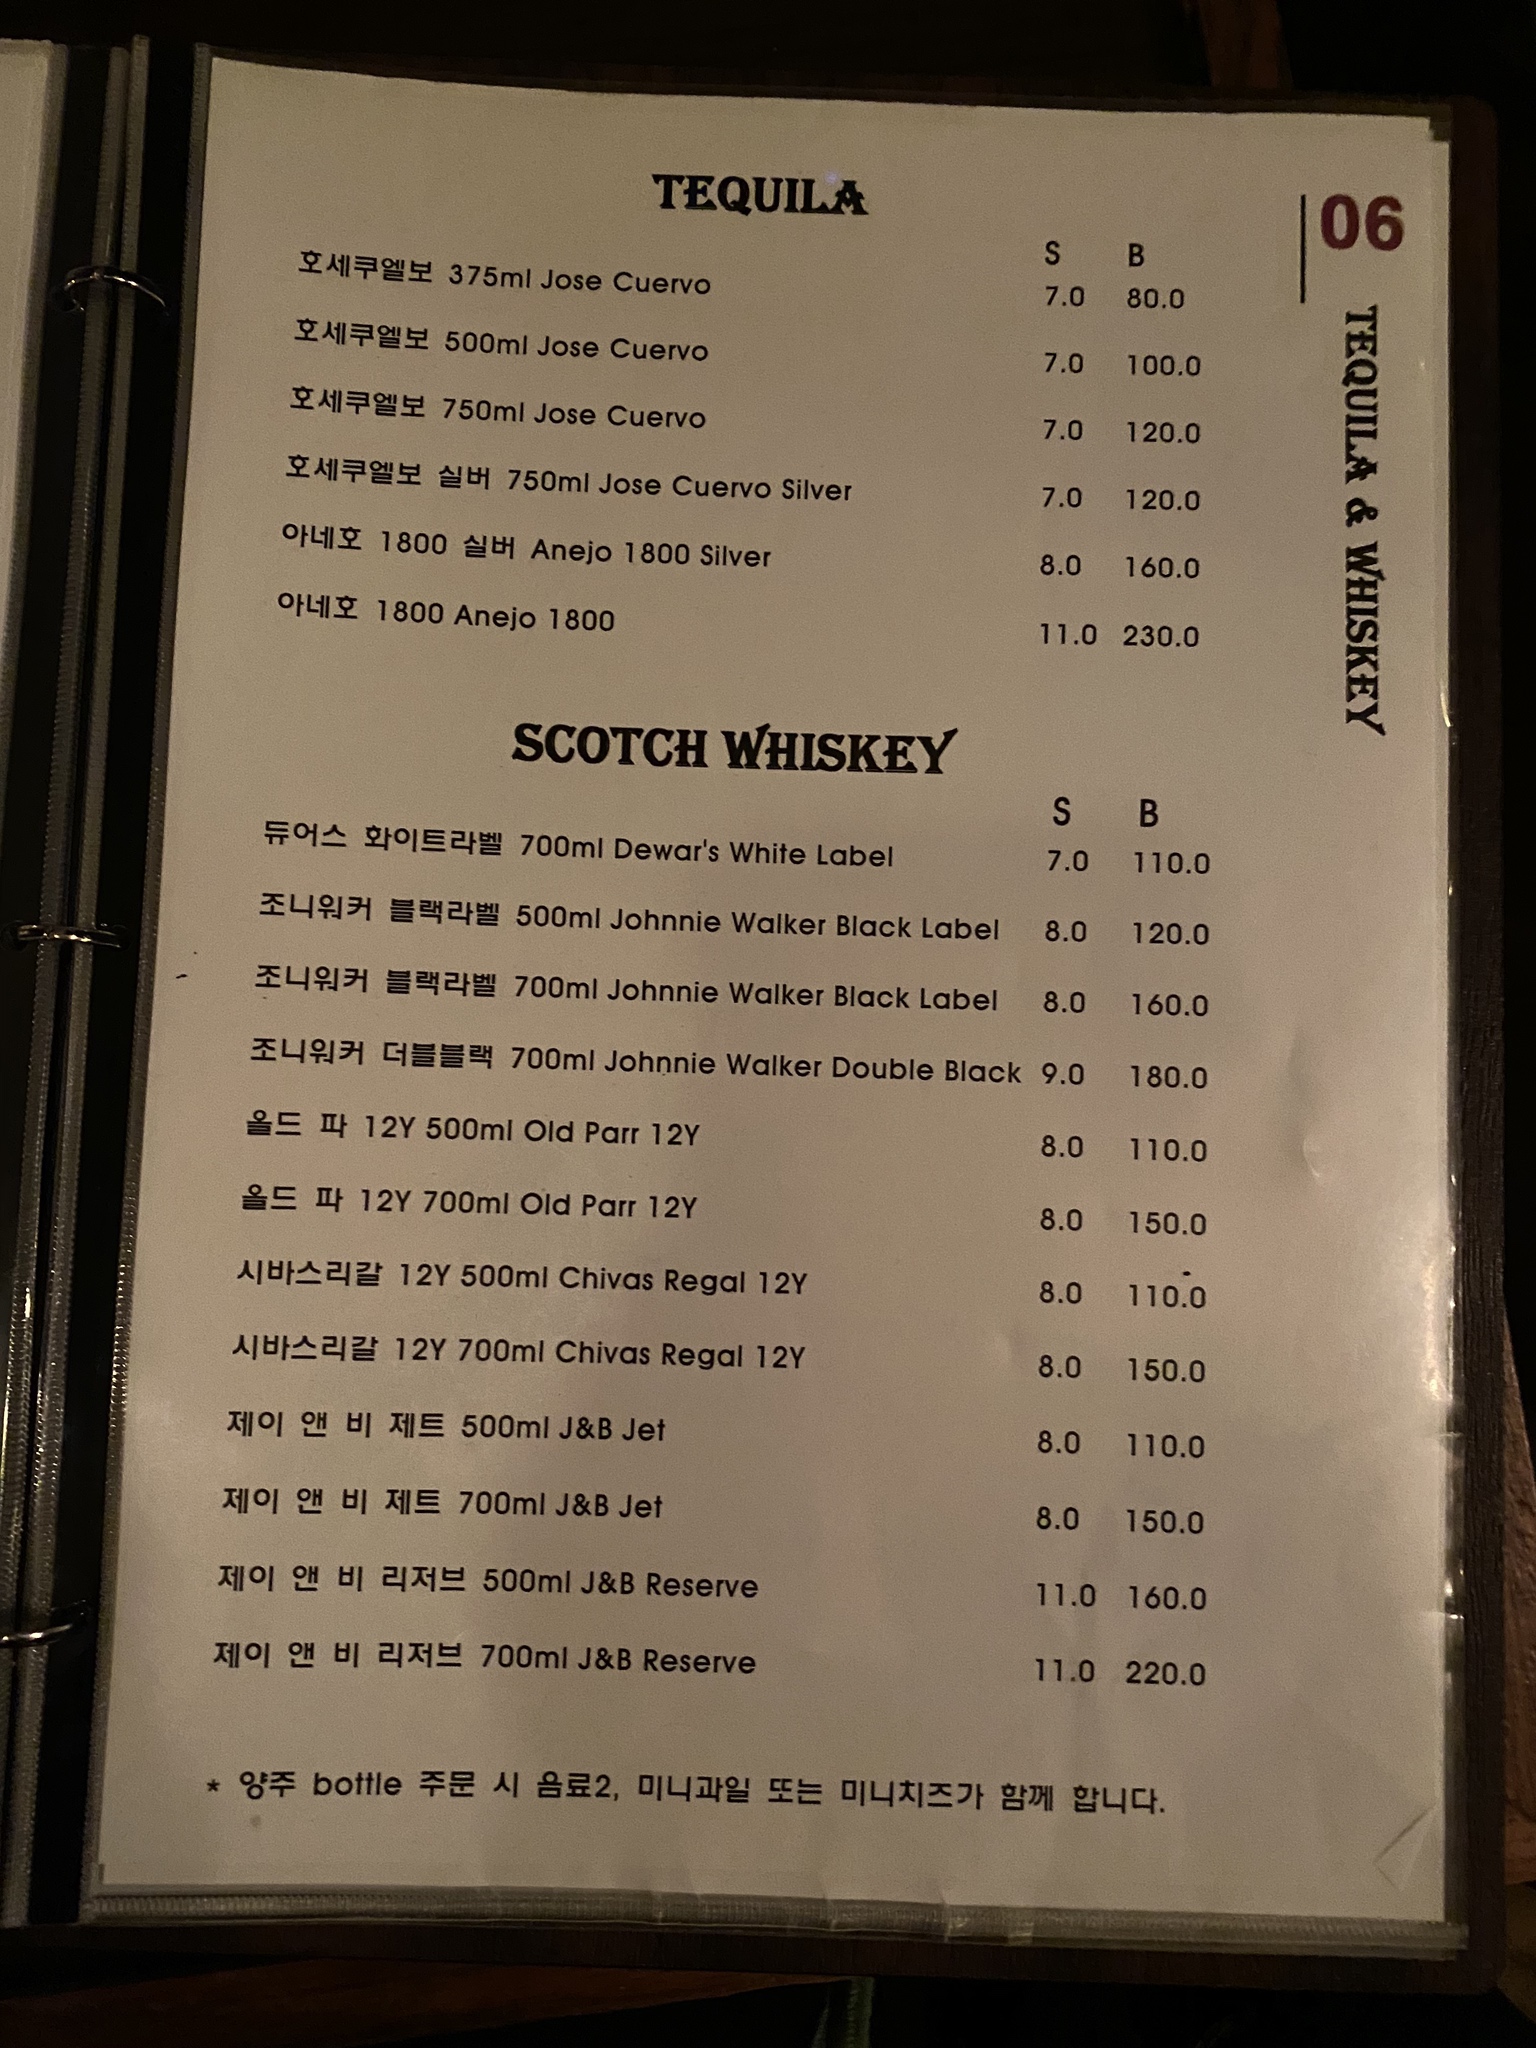 06
TEQUILA & WHISKEY
TEQUILA
S B
호세쿠엘보 375ml Jose Cuervo 7.0 80.0
호세쿠엘보 500ml Jose Cuervo 7.0 100.0
호세쿠엘보 750ml Jose Cuervo 7.0 120.0
호세쿠엘보 실버 750ml Jose Cuervo Silver 7.0 120.0
아네호 1800 실버 Anejo 1800 Silver 8.0 160.0
아네호 1800 Anejo 1800 11.0 230.0
SCOTCH WHISKEY
S B
듀어스 화이트라벨 700ml Dewar's White Label 7.0 110.0
조니워커 블랙라벨 500ml Johnnie Walker Black Label 8.0 120.0
조니워커 블랙라벨 700ml Johnnie Walker Black Label 8.0 160.0
조니워커 더블블랙 700ml Johnnie Walker Double Black 9.0 180.0
올드 파 12Y 500ml Old Parr 12Y 8.0 110.0
올드 파 12Y 700ml Old Parr 12Y 8.0 150.0
시바스리갈 12Y 500ml Chivas Regal 12Y 8.0 110.0
시바스리갈 12Y 700ml Chivas Regal 12Y 8.0 150.0
제이 앤 비 제트 500ml J&B Jet 8.0 110.0
제이 앤 비 제트 700ml J&B Jet 8.0 150.0
제이 앤 비 리저브 500ml J&B Reserve 11.0 160.0
제이 앤 비 리저브 700ml J&B Reserve 11.0 220.0
* 양주 bottle 주문 시 음료2, 미니과일 또는 미니치즈가 함께 합니다.